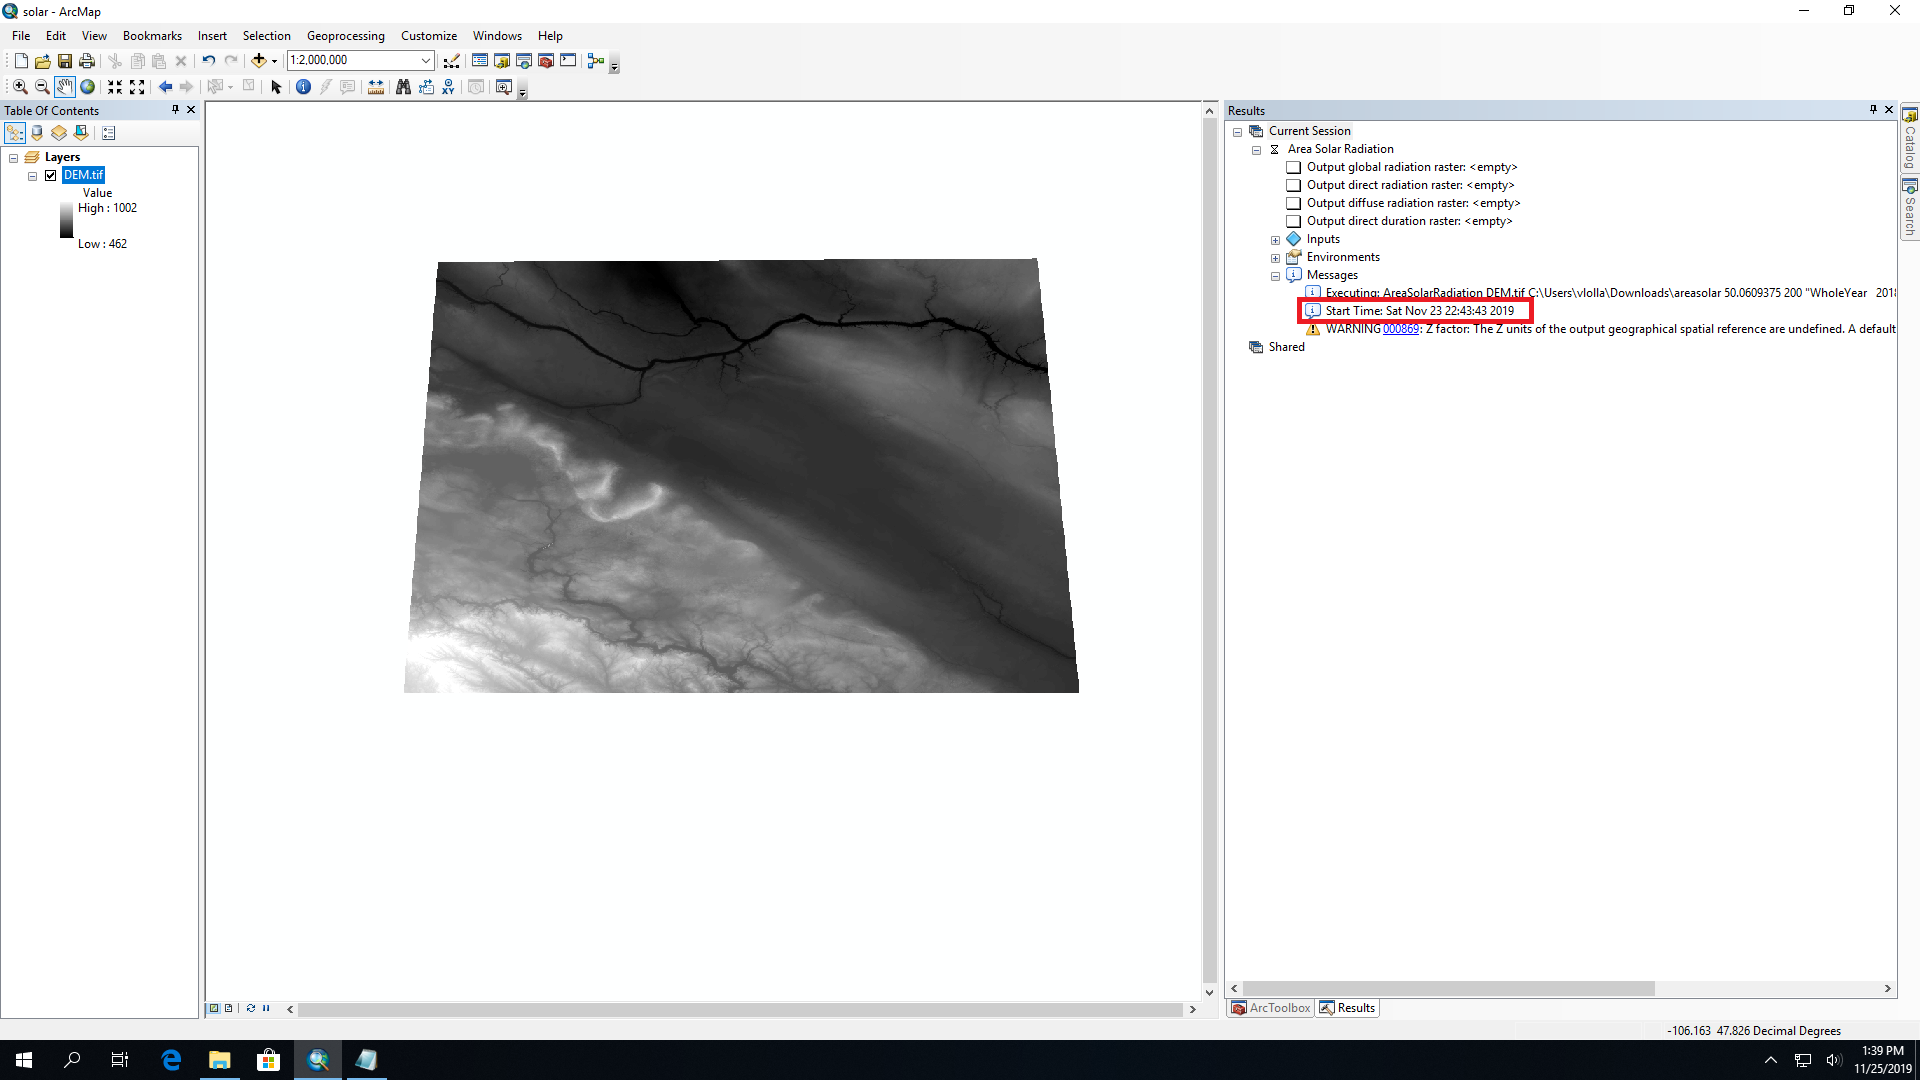 solar - ArcMap
File Edit View Bookmarks Insert Selection Geoprocessing Customize Windows Help
1:2,000,000
Table Of Contents
Layers
DEM.tif
Value
High : 1002
Low : 462
Results
Current Session
Area Solar Radiation
Output global radiation raster: <empty>
Output direct radiation raster: <empty>
Output diffuse radiation raster: <empty>
Output direct duration raster: <empty>
Inputs
Environments
Messages
Executing: AreaSolarRadiation DEM.tif C:\Users\vlolla\Downloads\areasolar 50.0609375 200 "WholeYear 2018
Start Time: Sat Nov 23 22:43:43 2019
WARNING 000869: Z factor: The Z units of the output geographical spatial reference are undefined. A default
Shared
Catalog
Search
ArcToolbox Results
-106.163 47.826 Decimal Degrees
1:39 PM
11/25/2019